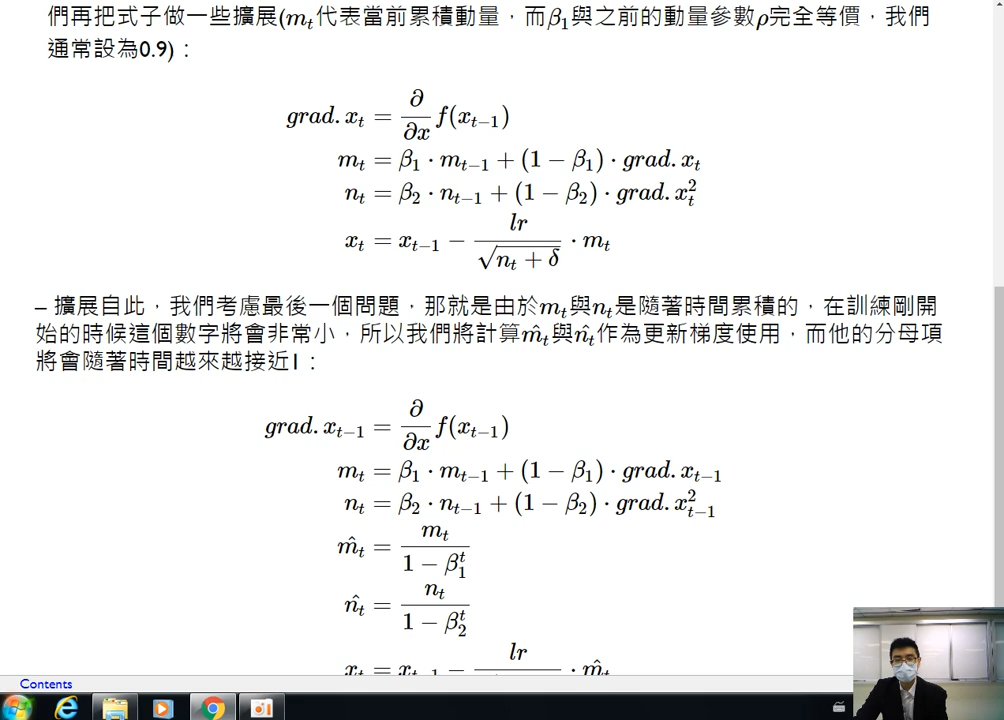 們再把式子做一些擴展(m_t代表當前累積動量，而β_1與之前的動量參數ρ完全等價，我們
通常設為0.9)：
grad. x_t = ∂/∂x f(x_{t−1})
m_t = β_1 · m_{t−1} + (1 − β_1) · grad. x_t
n_t = β_2 · n_{t−1} + (1 − β_2) · grad. x_t^2
x_t = x_{t−1} − lr/√(n_t + δ) · m_t
– 擴展自此，我們考慮最後一個問題，那就是由於m_t與n_t是隨著時間累積的，在訓練剛開
始的時候這個數字將會非常小，所以我們將計算m̂_t與n̂_t作為更新梯度使用，而他的分母項
將會隨著時間越來越接近1：
grad. x_{t−1} = ∂/∂x f(x_{t−1})
m_t = β_1 · m_{t−1} + (1 − β_1) · grad. x_{t−1}
n_t = β_2 · n_{t−1} + (1 − β_2) · grad. x_{t−1}^2
m̂_t = m_t/(1 − β_1^t)
n̂_t = n_t/(1 − β_2^t)
x_t = x_{t−1} − lr · m̂_t
Contents